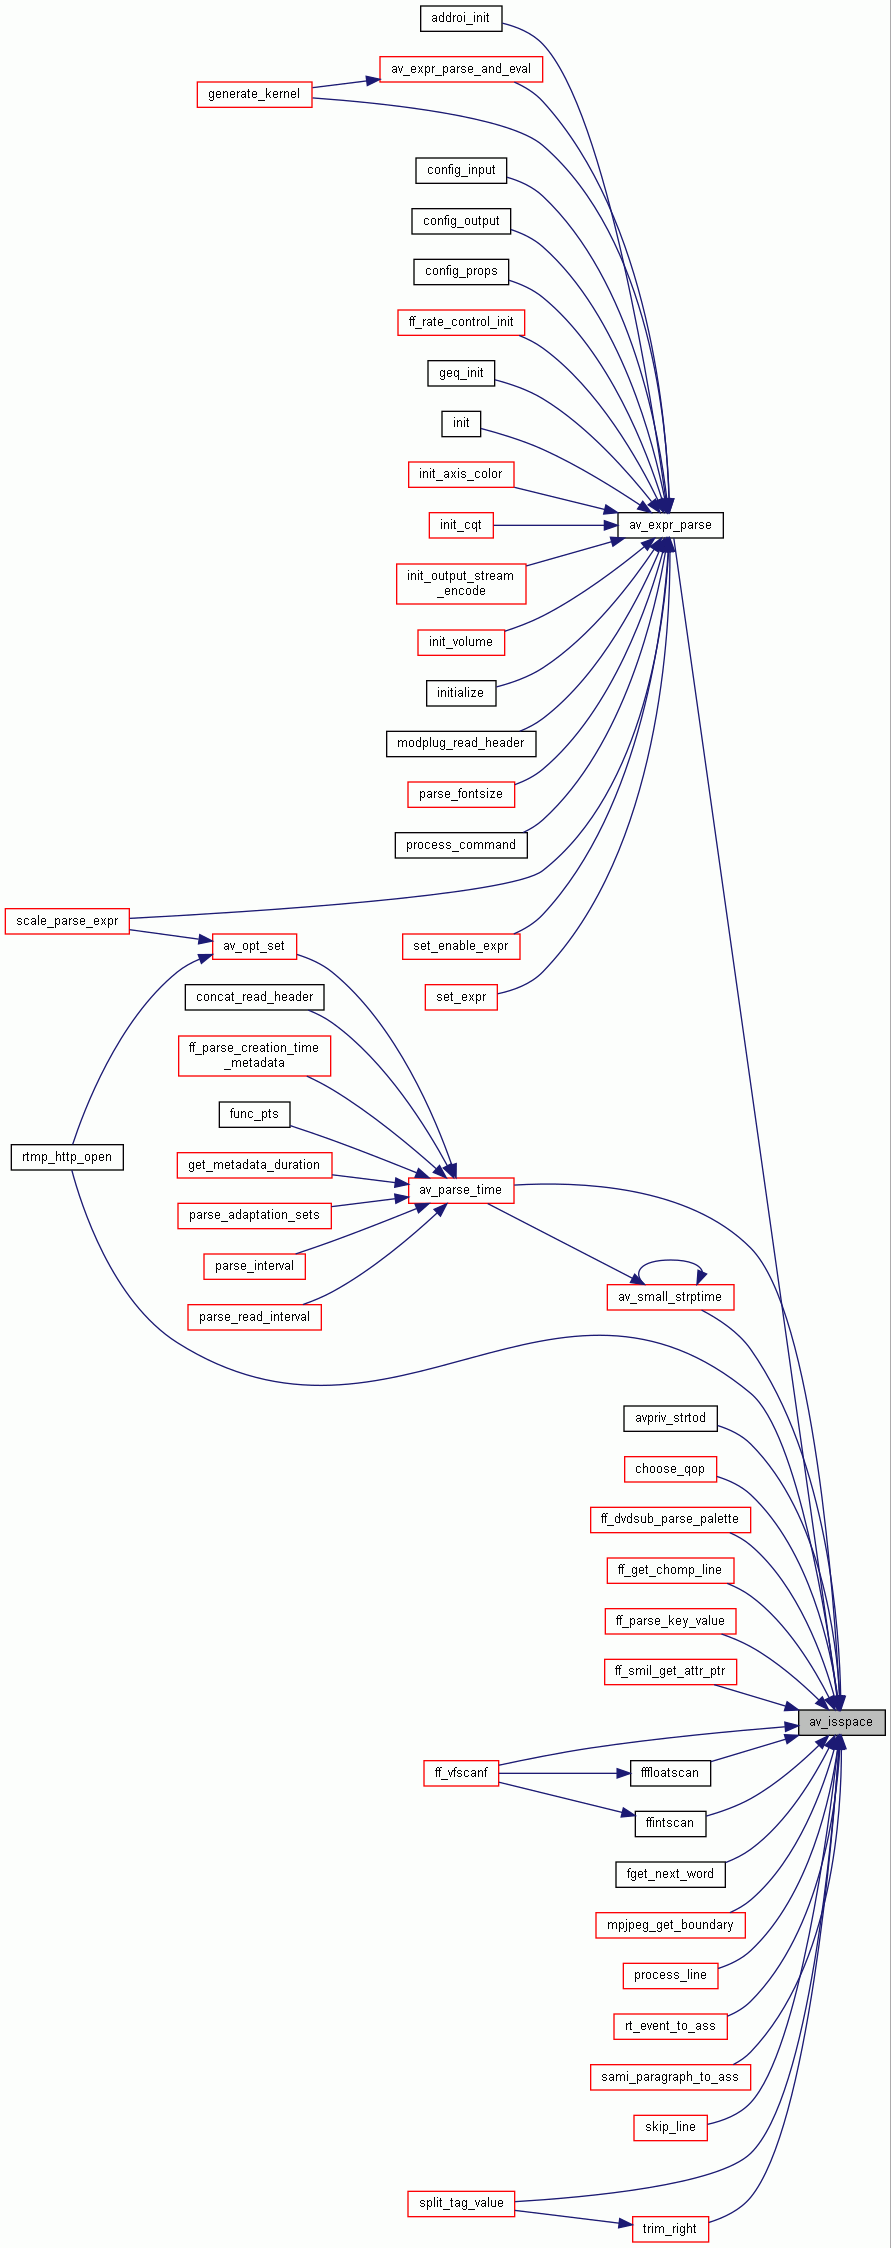 addroi_init
av_expr_parse_and_eval
generate_kernel
config_input
config_output
config_props
ff_rate_control_init
geq_init
init
init_axis_color
av_expr_parse
init_cqt
init_output_stream
_encode
init_volume
initialize
modplug_read_header
parse_fontsize
process_command
scale_parse_expr
av_opt_set
set_enable_expr
concat_read_header
set_expr
ff_parse_creation_time
_metadata
func_pts
rtmp_http_open
get_metadata_duration
av_parse_time
parse_adaptation_sets
parse_interval
av_small_strptime
parse_read_interval
avpriv_strtod
choose_qop
ff_dvdsub_parse_palette
ff_get_chomp_line
ff_parse_key_value
ff_smil_get_attr_ptr
av_isspace
ff_vfscanf
fffloatscan
ffintscan
fget_next_word
mpjpeg_get_boundary
process_line
rt_event_to_ass
sami_paragraph_to_ass
skip_line
split_tag_value
trim_right